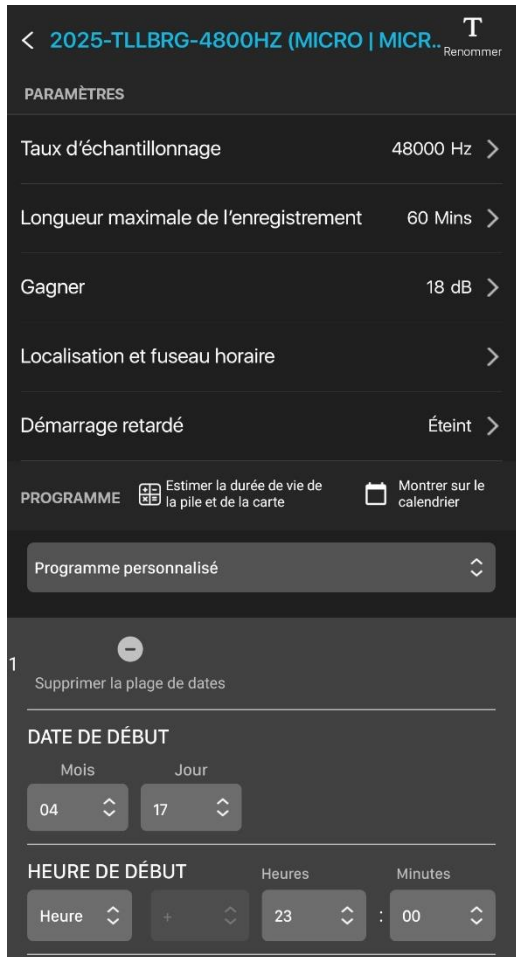 2025-TLLBRG-4800HZ (MICRO | MICR.. T
Renommer
PARAMÈTRES
Taux d'échantillonnage 48000 Hz
Longueur maximale de l'enregistrement 60 Mins
Gagner 18 dB
Localisation et fuseau horaire
Démarrage retardé Éteint
PROGRAMME Estimer la durée de vie de la pile et de la carte Montrer sur le calendrier
Programme personnalisé
1
Supprimer la plage de dates
DATE DE DÉBUT
Mois Jour
04 17
HEURE DE DÉBUT Heures Minutes
Heure + 23 : 00